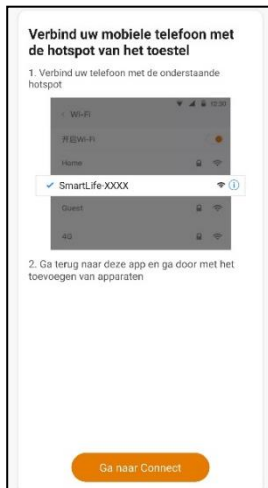 Verbind uw mobiele telefoon met
de hotspot van het toestel
1. Verbind uw telefoon met de onderstaande
hotspot
12:30
Wi-Fi
开启Wi-Fi
Home
SmartLife-XXXX
Guest
4G
2. Ga terug naar deze app en ga door met het
toevoegen van apparaten
Ga naar Connect